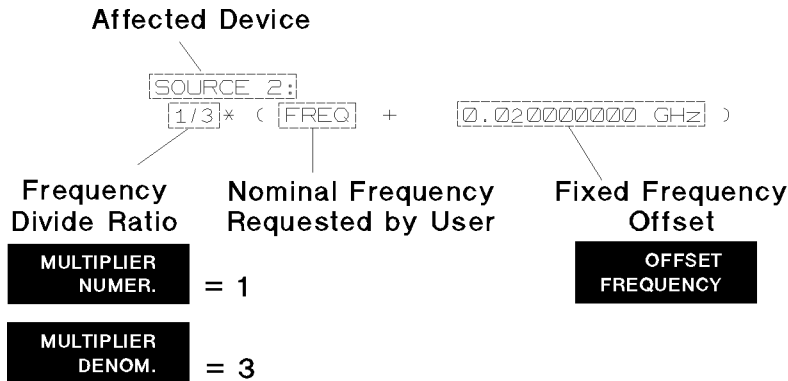 Affected Device
SOURCE 2:
1/3* ( FREQ + 0.020000000 GHz )
Frequency Divide Ratio
Nominal Frequency Requested by User
Fixed Frequency Offset
MULTIPLIER NUMER. = 1
OFFSET FREQUENCY
MULTIPLIER DENOM. = 3